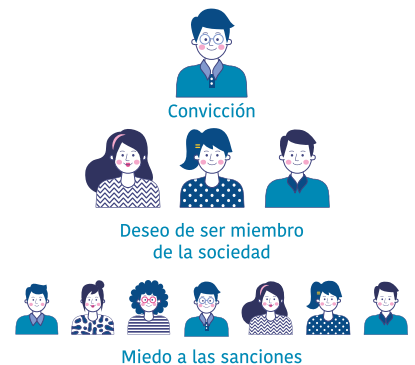 Convicción
Deseo de ser miembro
de la sociedad
Miedo a las sanciones